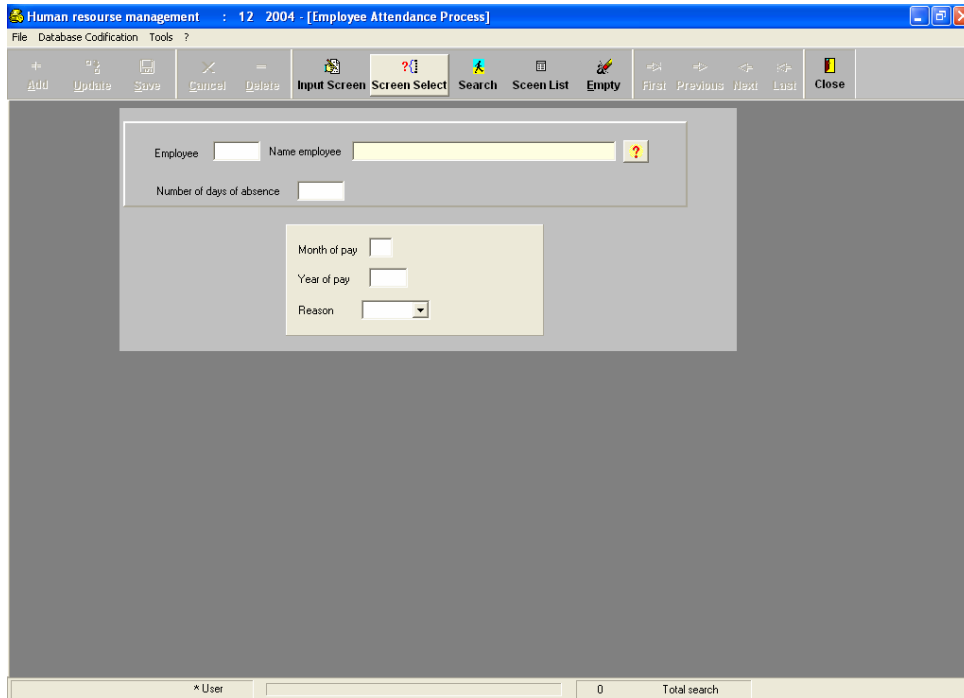 Human resourse management : 12 2004 - [Employee Attendance Process]
File Database Codification Tools ?
Add Update Save Cancel Delete Input Screen Screen Select Search Sceen List Empty First Previous Next Last Close
Employee Name employee ?
Number of days of absence
Month of pay
Year of pay
Reason
* User 0 Total search